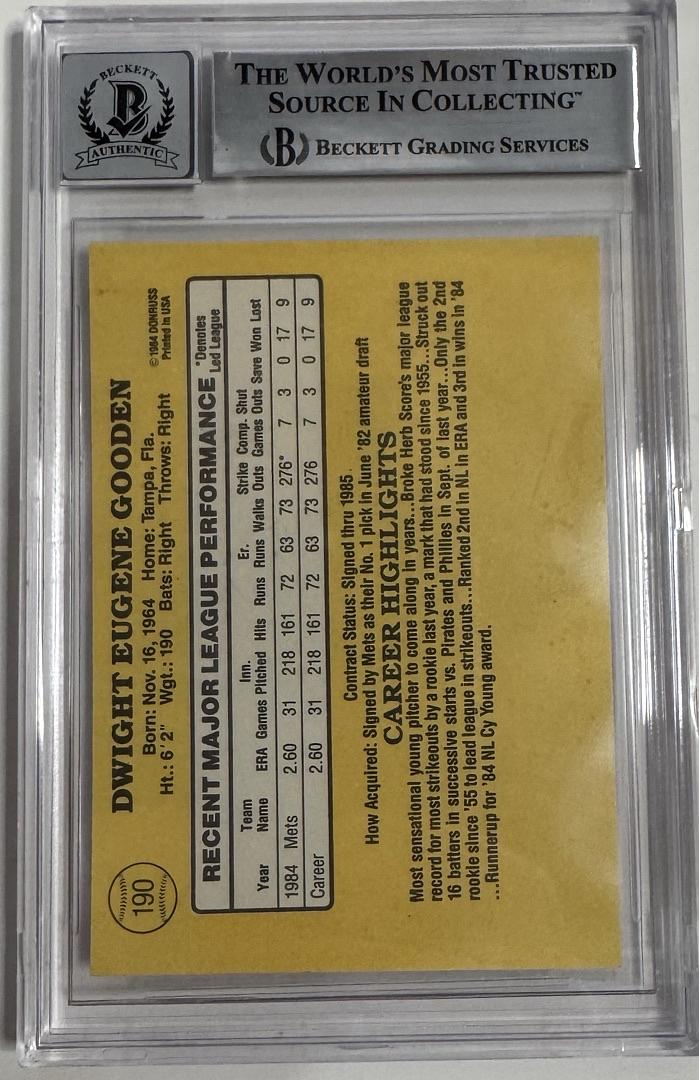 BECKETT
B
AUTHENTIC
THE WORLD'S MOST TRUSTED
SOURCE IN COLLECTING™
B BECKETT GRADING SERVICES
190
DWIGHT EUGENE GOODEN
©1984 DONRUSS
Printed in USA
Born: Nov. 16, 1964 Home: Tampa, Fla.
Ht.: 6'2" Wgt.: 190 Bats: Right Throws: Right
RECENT MAJOR LEAGUE PERFORMANCE
*Denotes
Led League
Team Inn. Er. Strike Comp. Shut
Year Name ERA Games Pitched Hits Runs Runs Walks Outs Games Outs Save Won Lost
1984 Mets 2.60 31 218 161 72 63 73 276* 7 3 0 17 9
Career 2.60 31 218 161 72 63 73 276 7 3 0 17 9
Contract Status: Signed thru 1985
How Acquired: Signed by Mets as their No. 1 pick in June '82 amateur draft
CAREER HIGHLIGHTS
Most sensational young pitcher to come along in years...Broke Herb Score's major league
record for most strikeouts by a rookie last year, a mark that had stood since 1955...Struck out
16 batters in successive starts vs. Pirates and Phillies in Sept. of last year...Only the 2nd
rookie since '55 to lead league in strikeouts...Ranked 2nd in NL in ERA and 3rd in wins in '84
...Runnerup for '84 NL Cy Young award.